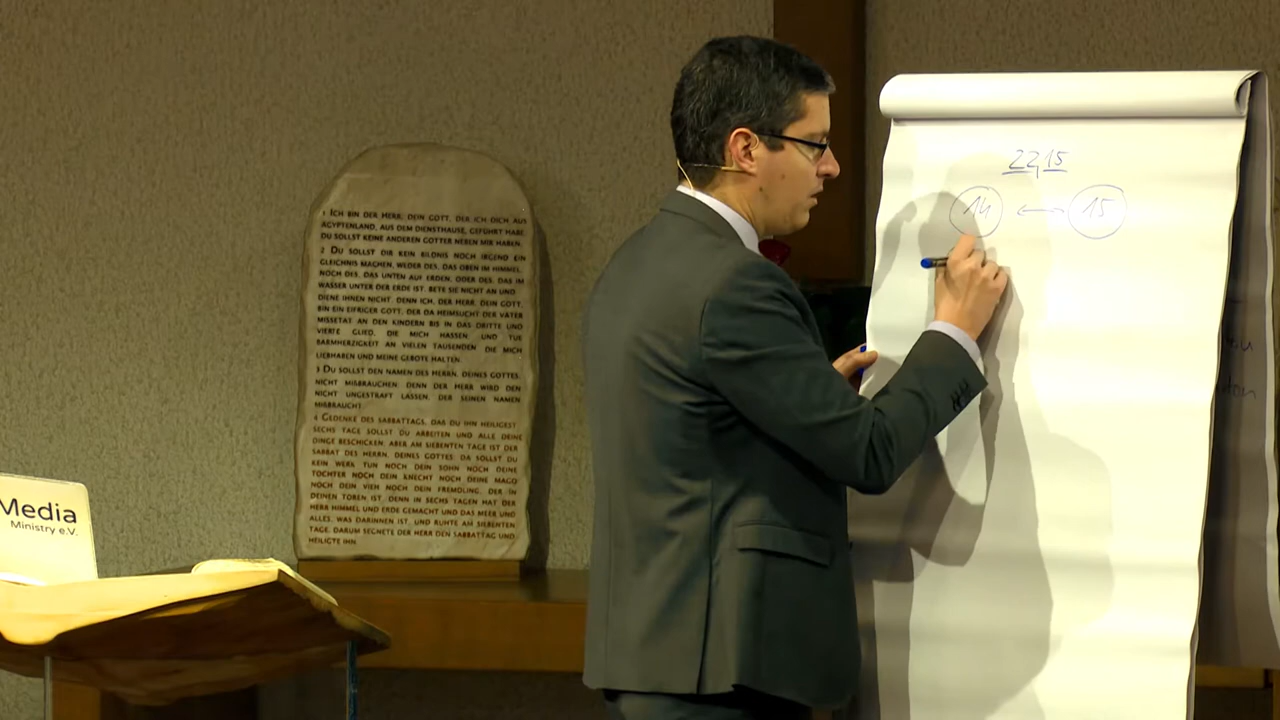 1 ICH BIN DER HERR, DEIN GOTT, DER ICH DICH AUS
ÄGYPTENLAND, AUS DEM DIENSTHAUSE, GEFÜHRT HABE.
DU SOLLST KEINE ANDEREN GÖTTER NEBEN MIR HABEN.
2 DU SOLLST DIR KEIN BILDNIS NOCH IRGEND EIN
GLEICHNIS MACHEN, WEDER DES, DAS OBEN IM HIMMEL,
NOCH DES, DAS UNTEN AUF ERDEN, ODER DES, DAS IM
WASSER UNTER DER ERDE IST. BETE SIE NICHT AN UND
DIENE IHNEN NICHT. DENN ICH, DER HERR, DEIN GOTT,
BIN EIN EIFRIGER GOTT, DER DA HEIMSUCHT DER VÄTER
MISSETAT AN DEN KINDERN BIS IN DAS DRITTE UND
VIERTE GLIED, DIE MICH HASSEN UND TUE
BARMHERZIGKEIT AN VIELEN TAUSENDEN DIE MICH
LIEBHABEN UND MEINE GEBOTE HALTEN.
3 DU SOLLST DEN NAMEN DES HERRN, DEINES GOTTES,
NICHT MIßBRAUCHEN, DENN DER HERR WIRD DEN
NICHT UNGESTRAFT LASSEN, DER SEINEN NAMEN
MIßBRAUCHT
4 GEDENKE DES SABBATTAGS, DAS DU IHN HEILIGEST
SECHS TAGE SOLLST DU ARBEITEN UND ALLE DEINE
DINGE BESCHICKEN, ABER AM SIEBENTEN TAGE IST DER
SABBAT DES HERRN, DEINES GOTTES; DA SOLLST DU
KEIN WERK TUN NOCH DEIN SOHN NOCH DEINE
TOCHTER NOCH DEIN KNECHT NOCH DEINE MAGD
NOCH DEIN VIEH NOCH DEIN FREMDLING, DER IN
DEINEN TOREN IST. DENN IN SECHS TAGEN HAT DER
HERR HIMMEL UND ERDE GEMACHT UND DAS MEER UND
ALLES, WAS DARINNEN IST, UND RUHTE AM SIEBENTEN
TAGE. DARUM SEGNETE DER HERR DEN SABBATTAG UND
HEILIGTE IHN.
Media
Ministry e.V.
22,15
14 ←→ 15